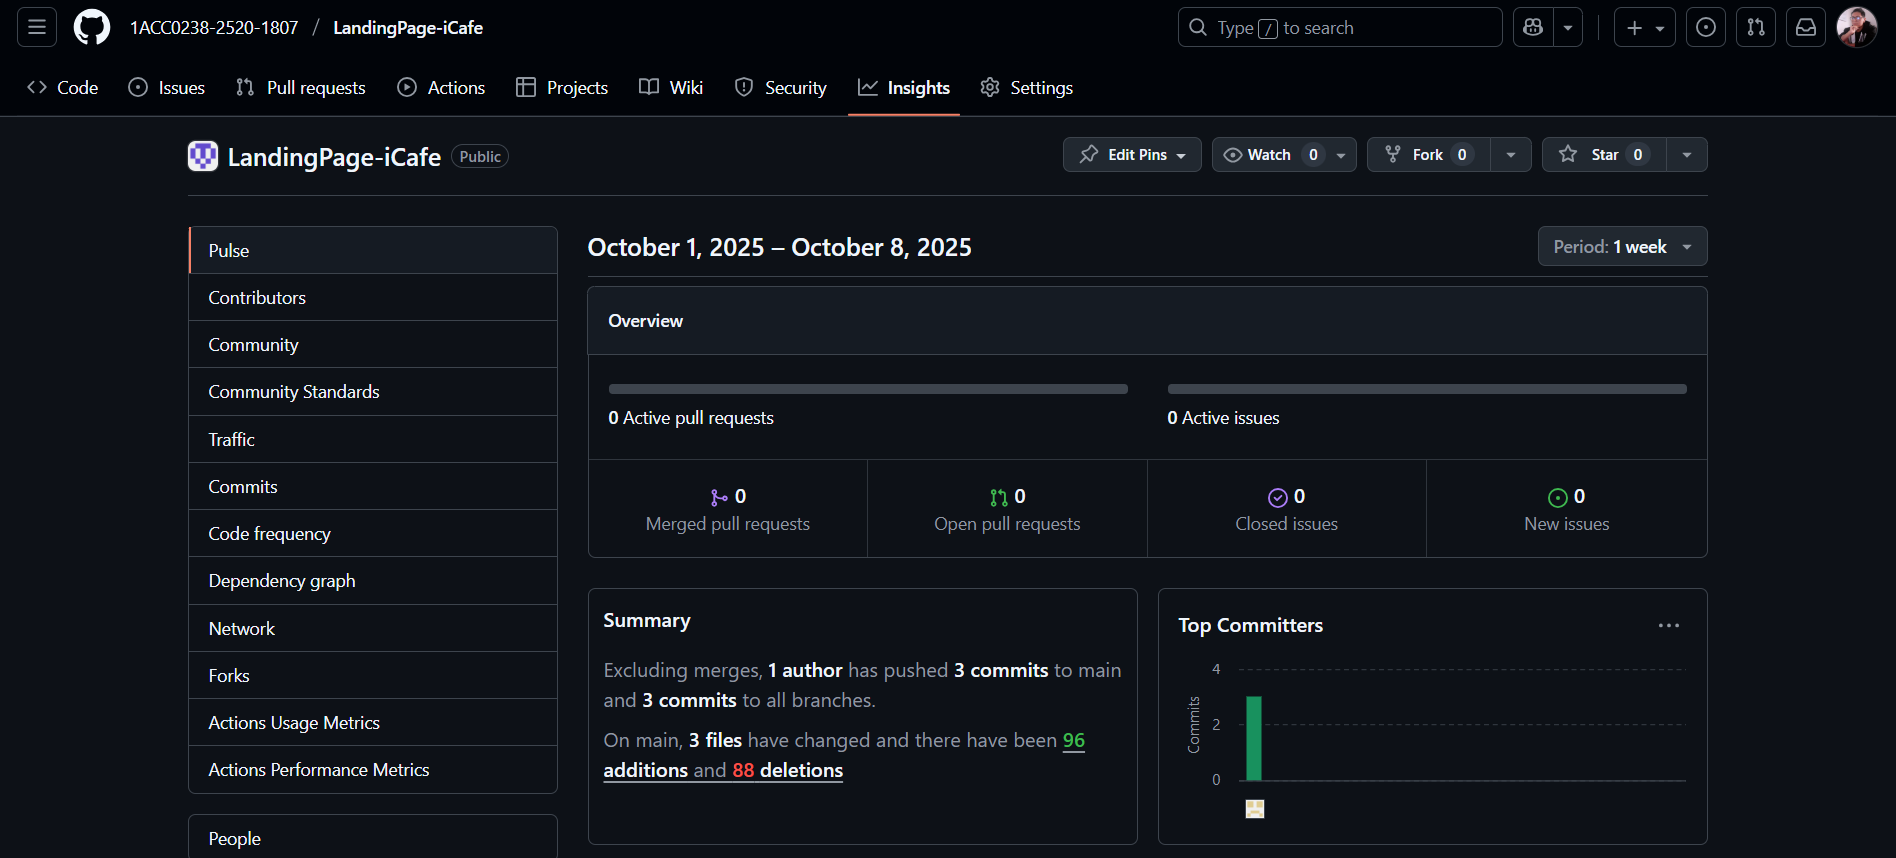 1ACC0238-2520-1807 / LandingPage-iCafe
Type / to search
Code Issues Pull requests Actions Projects Wiki Security Insights Settings
LandingPage-iCafe Public
Edit Pins Watch 0 Fork 0 Star 0
Pulse
Contributors
Community
Community Standards
Traffic
Commits
Code frequency
Dependency graph
Network
Forks
Actions Usage Metrics
Actions Performance Metrics
People
October 1, 2025 – October 8, 2025
Period: 1 week
Overview
0 Active pull requests
0 Active issues
0
Merged pull requests
0
Open pull requests
0
Closed issues
0
New issues
Summary
Excluding merges, 1 author has pushed 3 commits to main
and 3 commits to all branches.
On main, 3 files have changed and there have been 96
additions and 88 deletions
Top Committers
Commits
4
2
0